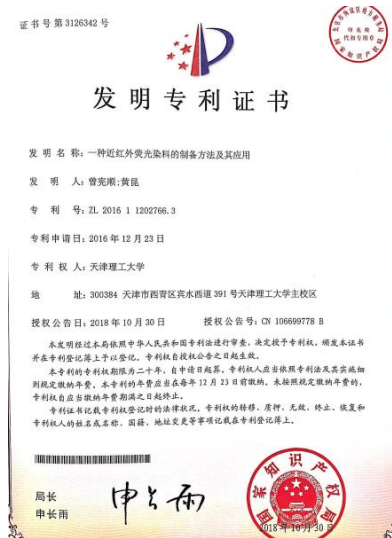 证书号第3126342号
发明专利证书
发 明 名 称：一种近红外荧光染料的制备方法及其应用
发 明 人：曾宪顺;黄昆
专 利 号：ZL 2016 1 1202766.3
专利申请日：2016年12月23日
专 利 权 人：天津理工大学
地 址：300384 天津市西青区宾水西道391号天津理工大学主校区
授权公告日：2018年10月30日 授权公告号：CN 106699778 B
本发明经过本局依照中华人民共和国专利法进行审查，决定授予专利权，颁发本证书
并在专利登记簿上予以登记。专利权自授权公告之日起生效。
本专利的专利权期限为二十年，自申请日起算。专利权人应当依照专利法及其实施细
则规定缴纳年费。本专利的年费应当在每年12月23日前缴纳。未按照规定缴纳年费的，
专利权自应当缴纳年费期满之日起终止。
专利证书记载专利权登记时的法律状况。专利权的转移、质押、无效、终止、恢复和
专利权人的姓名或名称、国籍、地址变更等事项记载在专利登记簿上。
局长
申长雨
申长雨
国家知识产权局
2018年10月30日